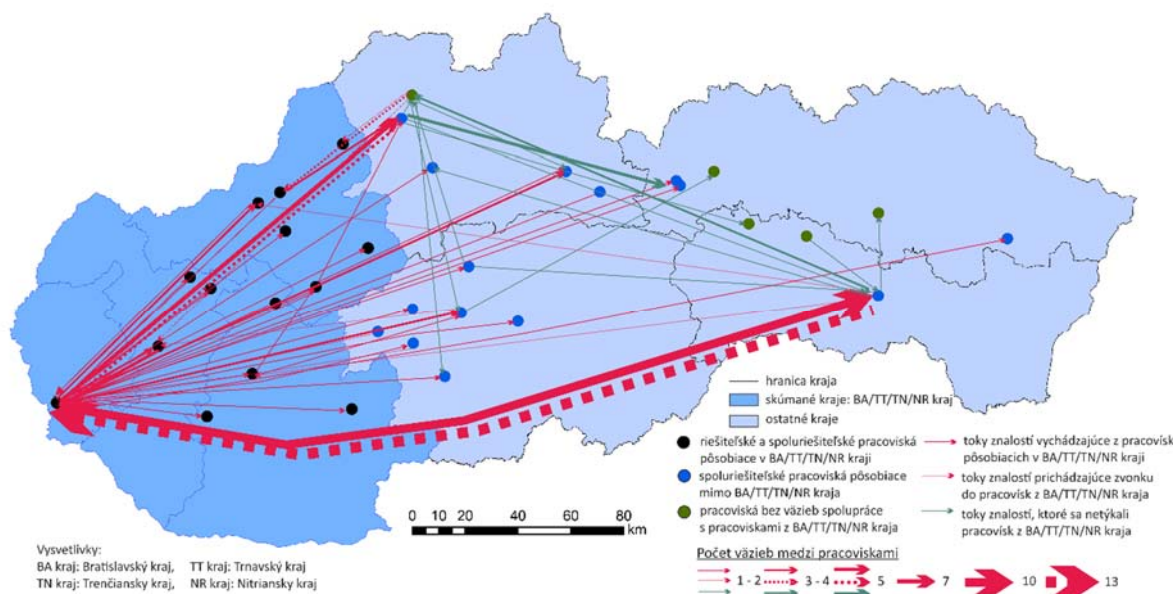 hranica kraja
skúmané kraje: BA/TT/TN/NR kraj
ostatné kraje
riešiteľské a spoluriešiteľské pracoviská
pôsobiace v BA/TT/TN/NR kraji
spoluriešiteľské pracoviská pôsobiace
mimo BA/TT/TN/NR kraja
pracoviská bez väzieb spolupráce
s pracoviskami z BA/TT/TN/NR kraja
toky znalostí vychádzajúce z pracovísk
pôsobiacich v BA/TT/TN/NR kraji
toky znalostí prichádzajúce zvonku
do pracovísk z BA/TT/TN/NR kraja
toky znalostí, ktoré sa netýkali
pracovísk z BA/TT/TN/NR kraja
0 20 40 60 80
km
Vysvetlivky:
BA kraj: Bratislavský kraj, TT kraj: Trnavský kraj
TN kraj: Trenčiansky kraj, NR kraj: Nitriansky kraj
Počet väzieb medzi pracoviskami
1 - 2 3 - 4 5 7 10 13